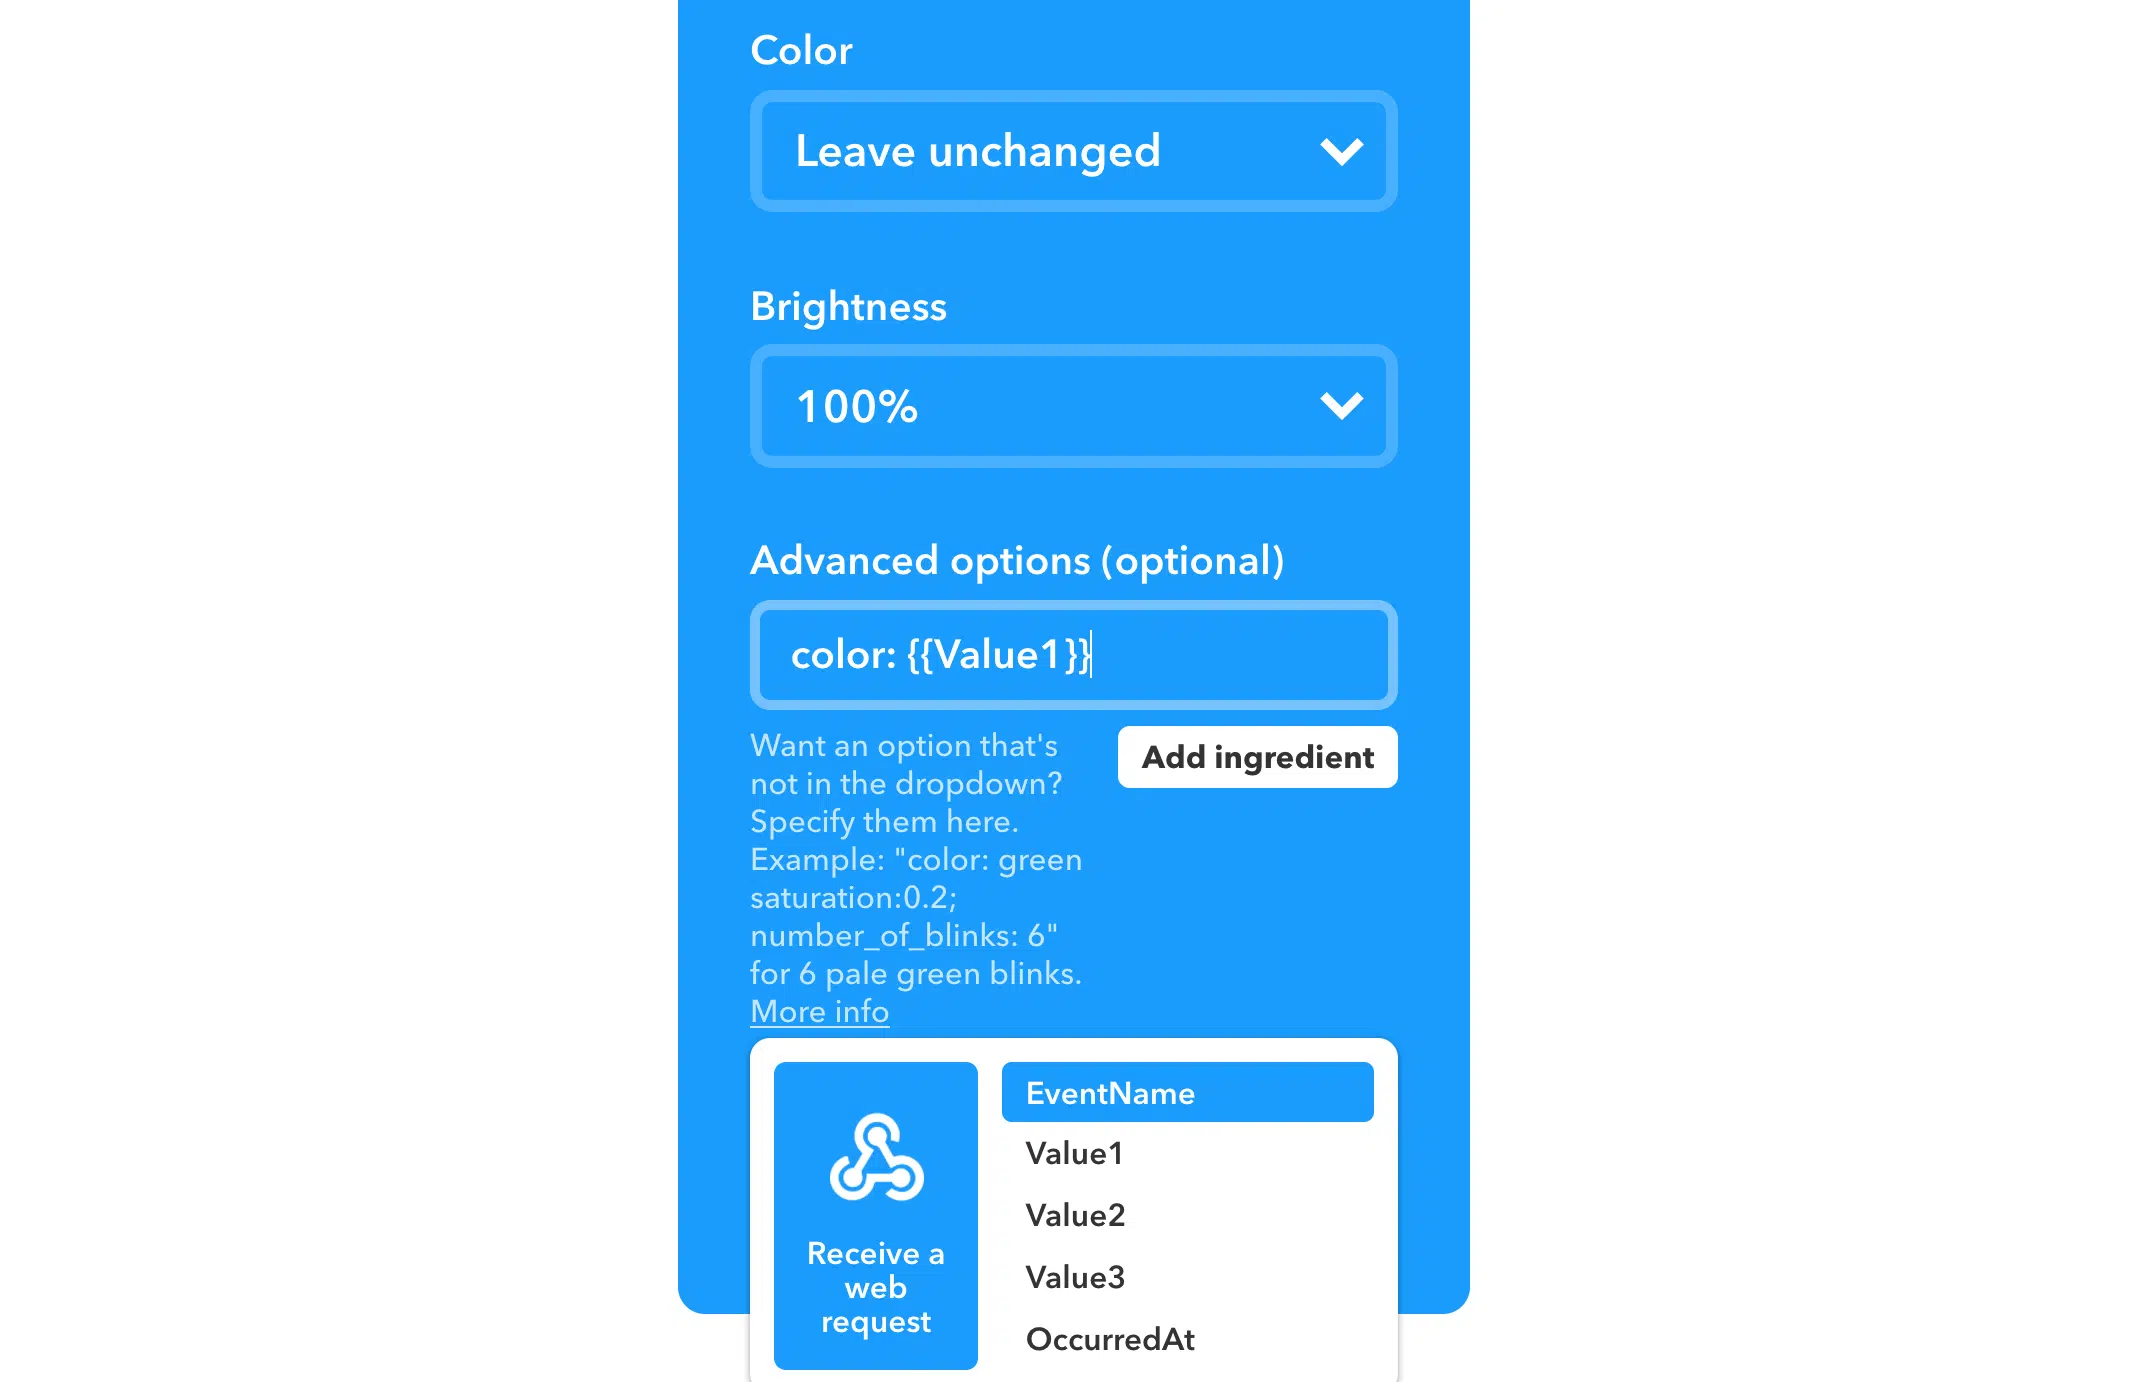 Color
Leave unchanged
Brightness
100%
Advanced options (optional)
color: {{Value1}}
Want an option that's
not in the dropdown?
Specify them here.
Example: "color: green
saturation:0.2;
number_of_blinks: 6"
for 6 pale green blinks.
More info
Add ingredient
Receive a
web
request
EventName
Value1
Value2
Value3
OccurredAt